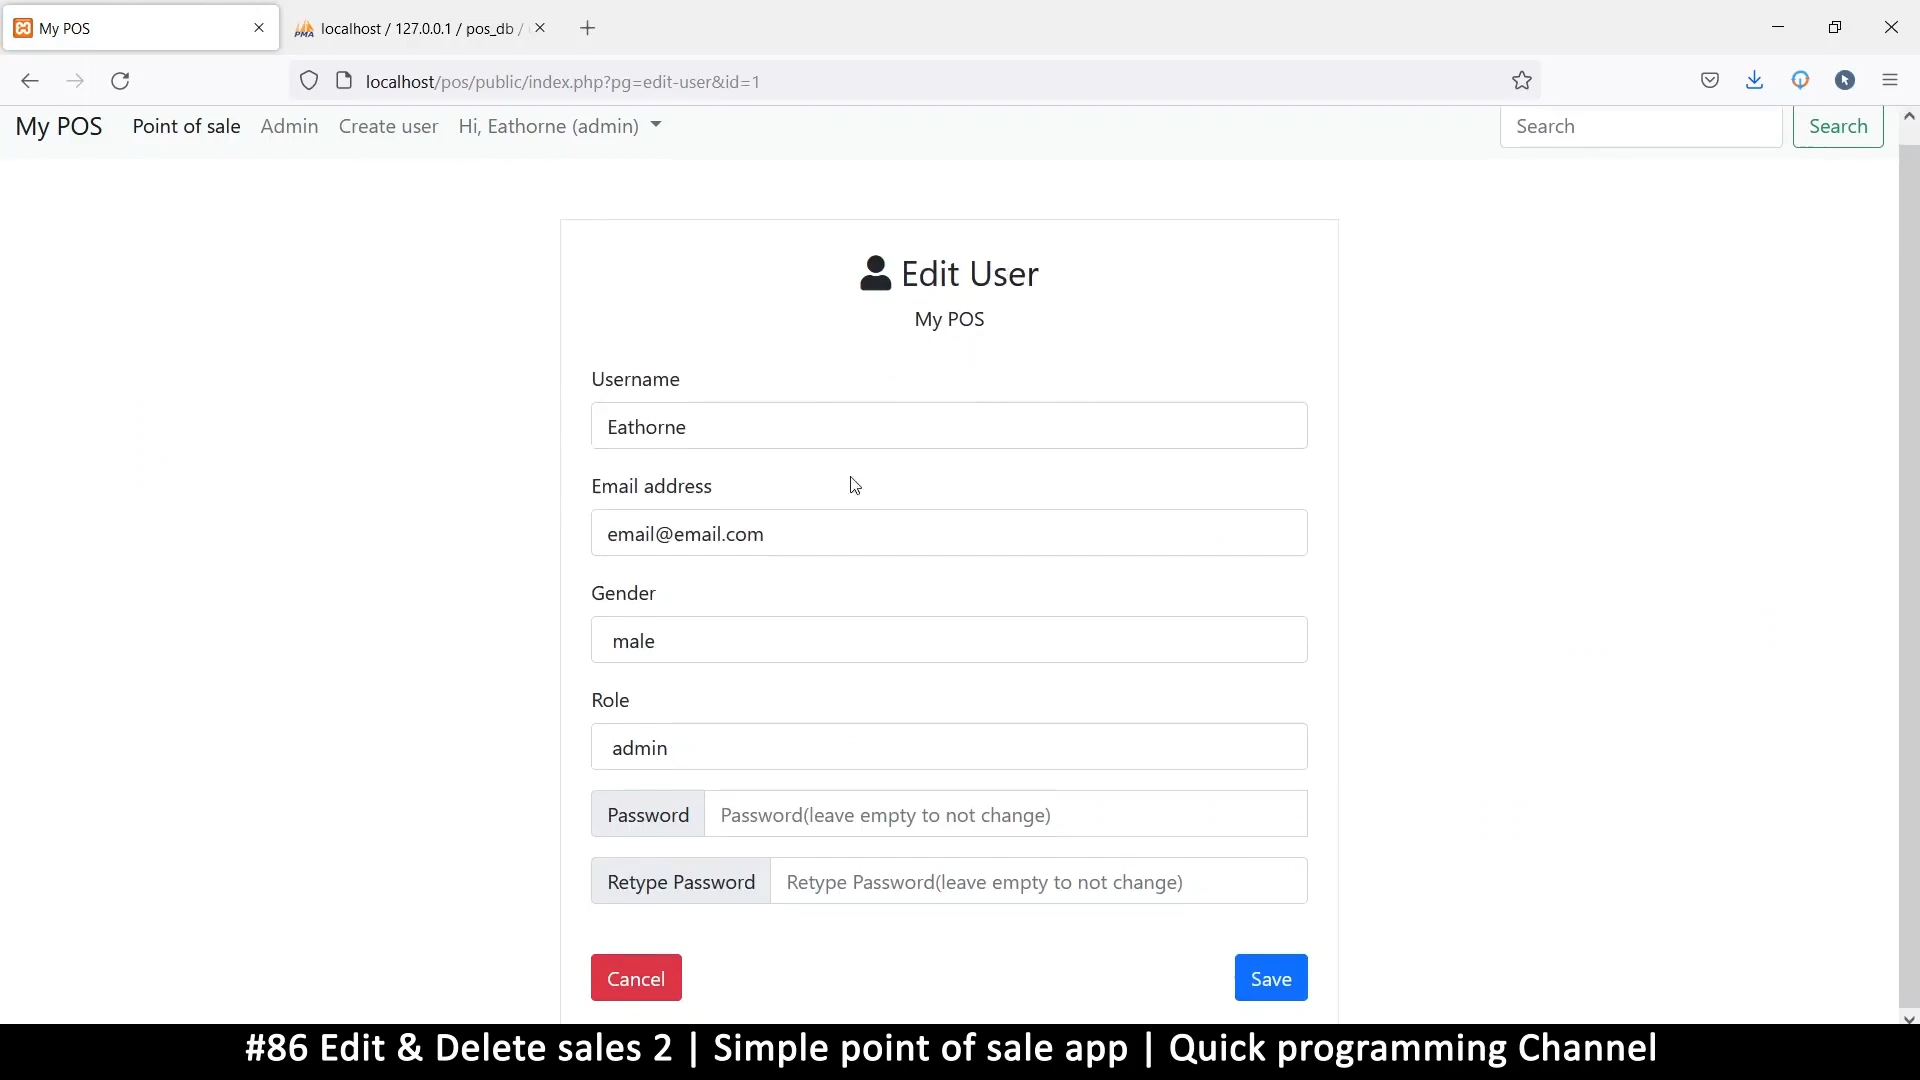 My POS
localhost / 127.0.0.1 / pos_db /
localhost/pos/public/index.php?pg=edit-user&id=1
My POS Point of sale Admin Create user Hi, Eathorne (admin) Search Search
Edit User
My POS
Username
Eathorne
Email address
email@email.com
Gender
male
Role
admin
Password Password(leave empty to not change)
Retype Password Retype Password(leave empty to not change)
Cancel Save
#86 Edit & Delete sales 2 | Simple point of sale app | Quick programming Channel